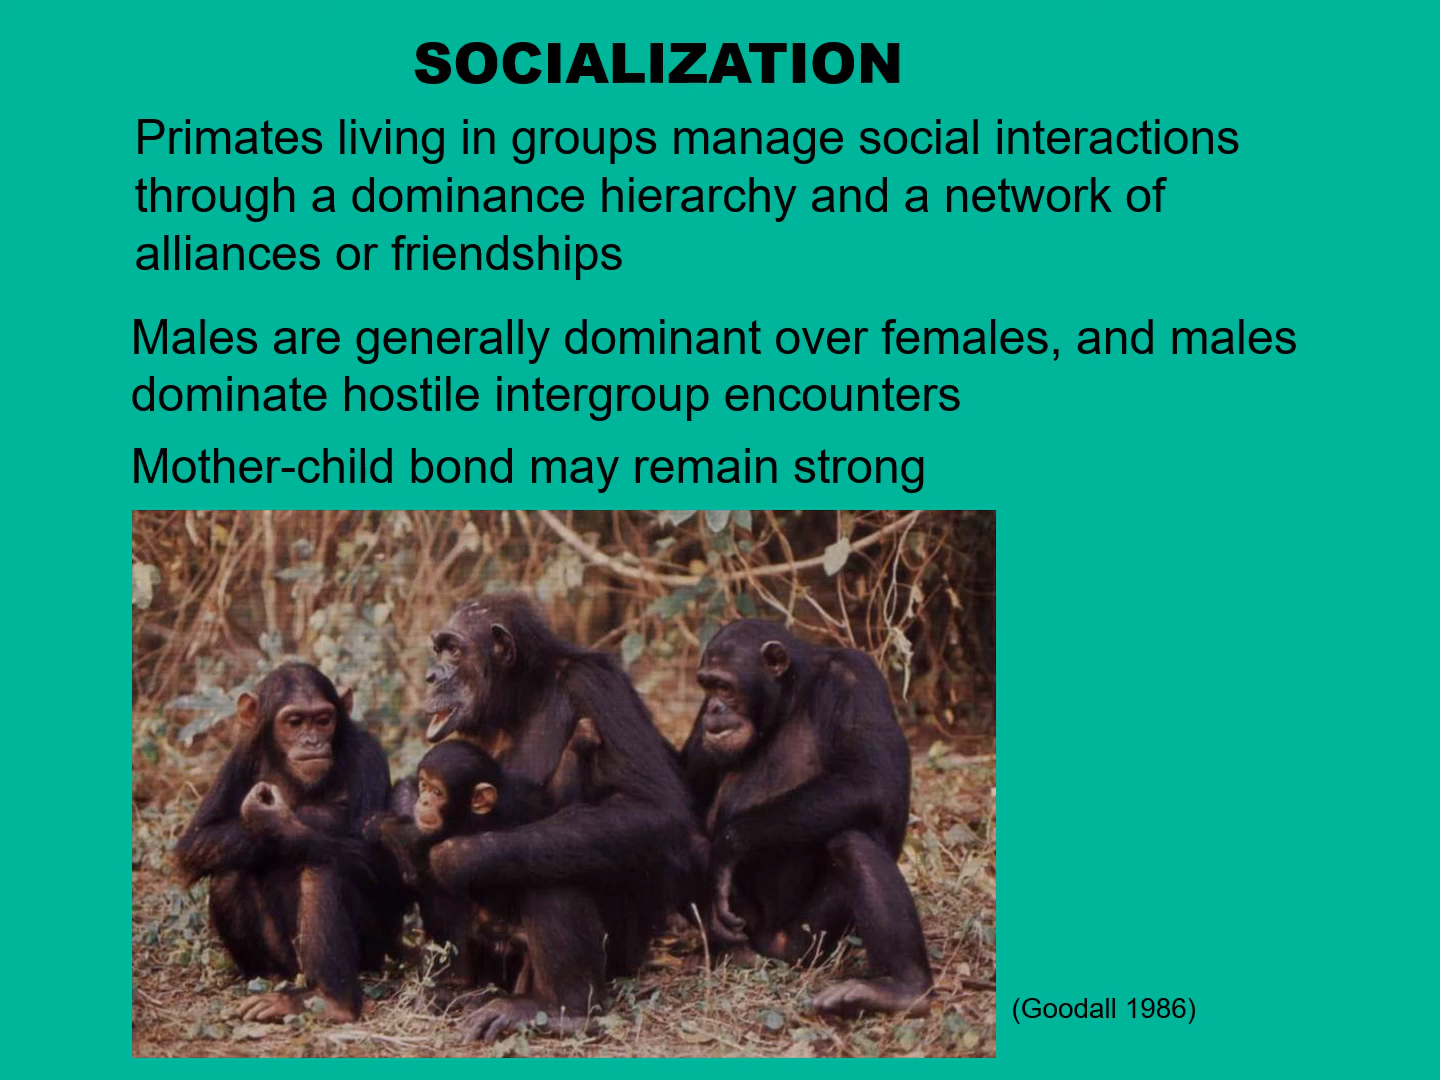 SOCIALIZATION
Primates living in groups manage social interactions
through a dominance hierarchy and a network of
alliances or friendships
Males are generally dominant over females, and males
dominate hostile intergroup encounters
Mother-child bond may remain strong
(Goodall 1986)